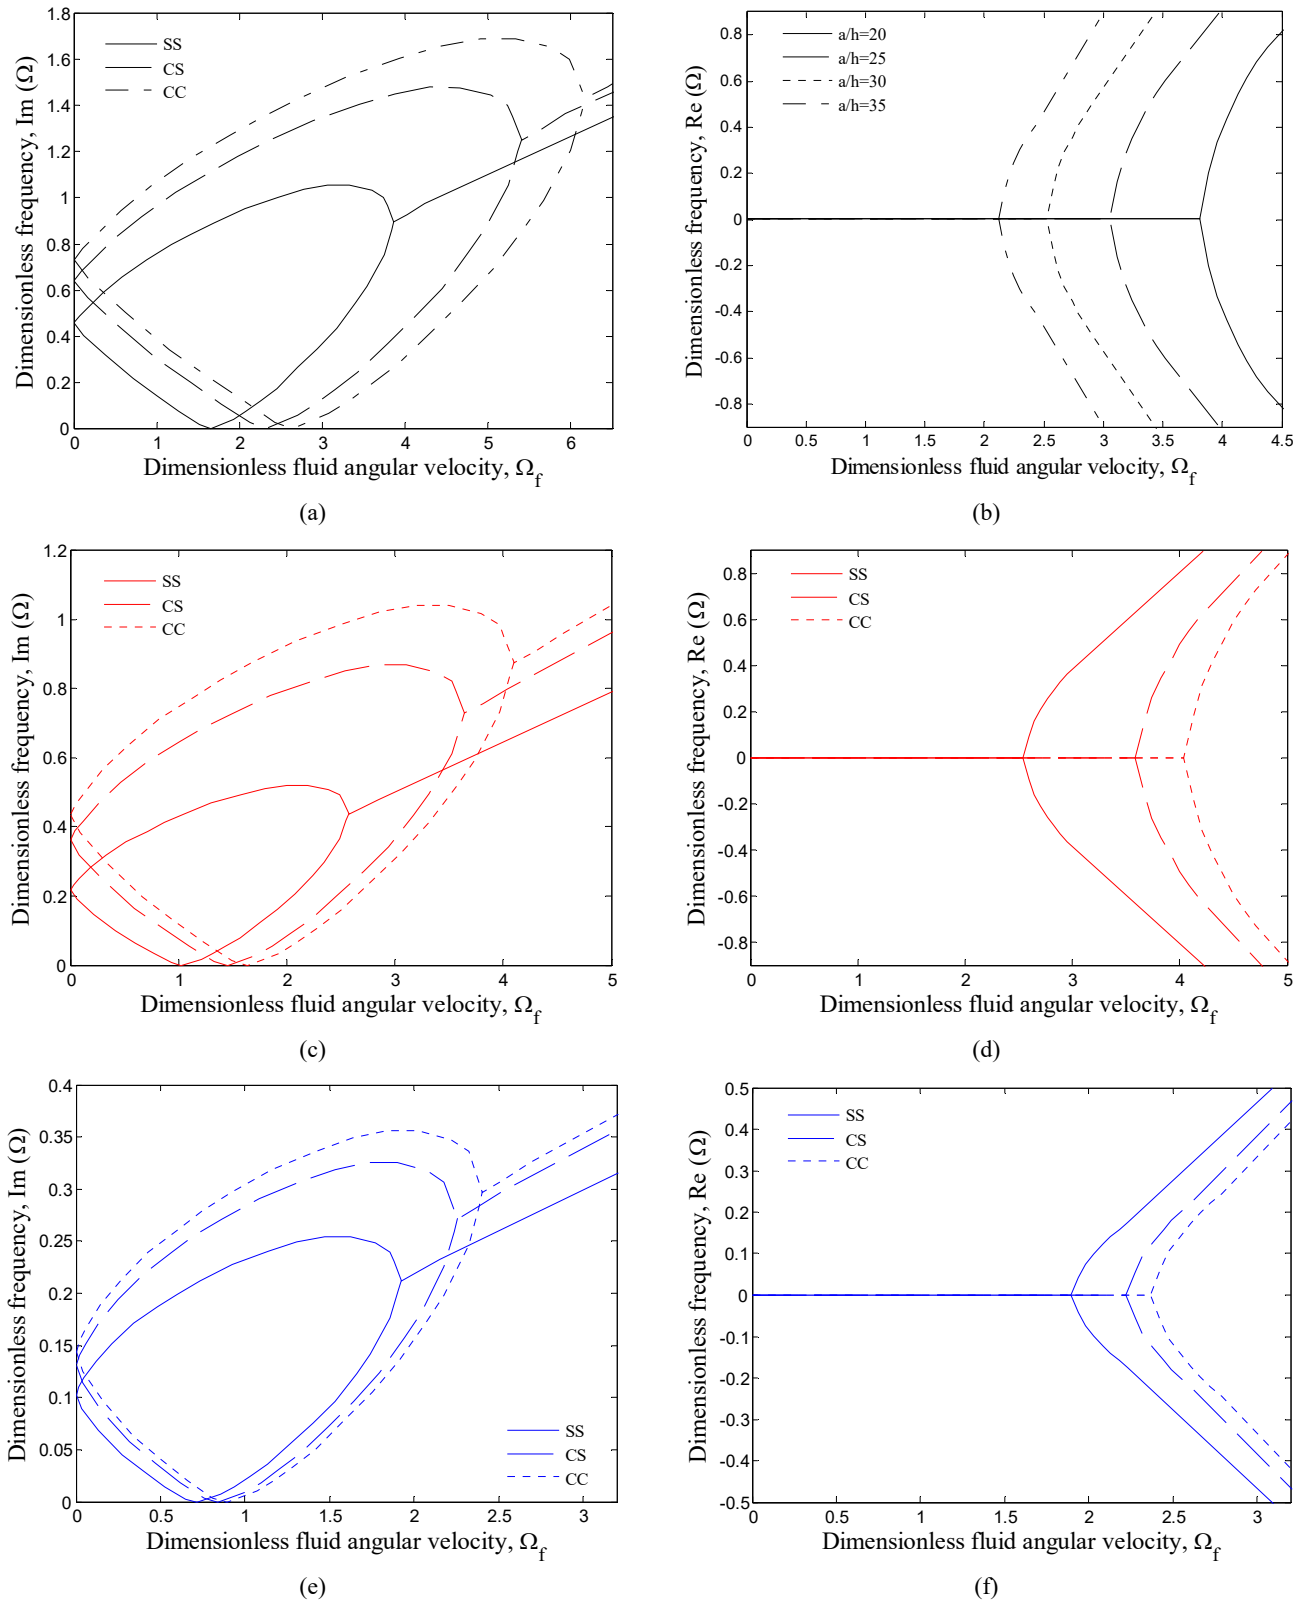 1.8
1.6
1.4
1.2
1
0.8
0.6
0.4
0.2
0
0 1 2 3 4 5 6
SS
CS
CC
Dimensionless frequency, Im (Ω)
Dimensionless fluid angular velocity, Ωf
(a)
0.8
0.6
0.4
0.2
0
-0.2
-0.4
-0.6
-0.8
0 0.5 1 1.5 2 2.5 3 3.5 4 4.5
a/h=20
a/h=25
a/h=30
a/h=35
Dimensionless frequency, Re (Ω)
Dimensionless fluid angular velocity, Ωf
(b)
1.2
1
0.8
0.6
0.4
0.2
0
0 1 2 3 4 5
SS
CS
CC
Dimensionless frequency, Im (Ω)
Dimensionless fluid angular velocity, Ωf
(c)
0.8
0.6
0.4
0.2
0
-0.2
-0.4
-0.6
-0.8
0 1 2 3 4 5
SS
CS
CC
Dimensionless frequency, Re (Ω)
Dimensionless fluid angular velocity, Ωf
(d)
0.4
0.35
0.3
0.25
0.2
0.15
0.1
0.05
0
0 0.5 1 1.5 2 2.5 3
SS
CS
CC
Dimensionless frequency, Im (Ω)
Dimensionless fluid angular velocity, Ωf
(e)
0.5
0.4
0.3
0.2
0.1
0
-0.1
-0.2
-0.3
-0.4
-0.5
0 0.5 1 1.5 2 2.5 3
SS
CS
CC
Dimensionless frequency, Re (Ω)
Dimensionless fluid angular velocity, Ωf
(f)